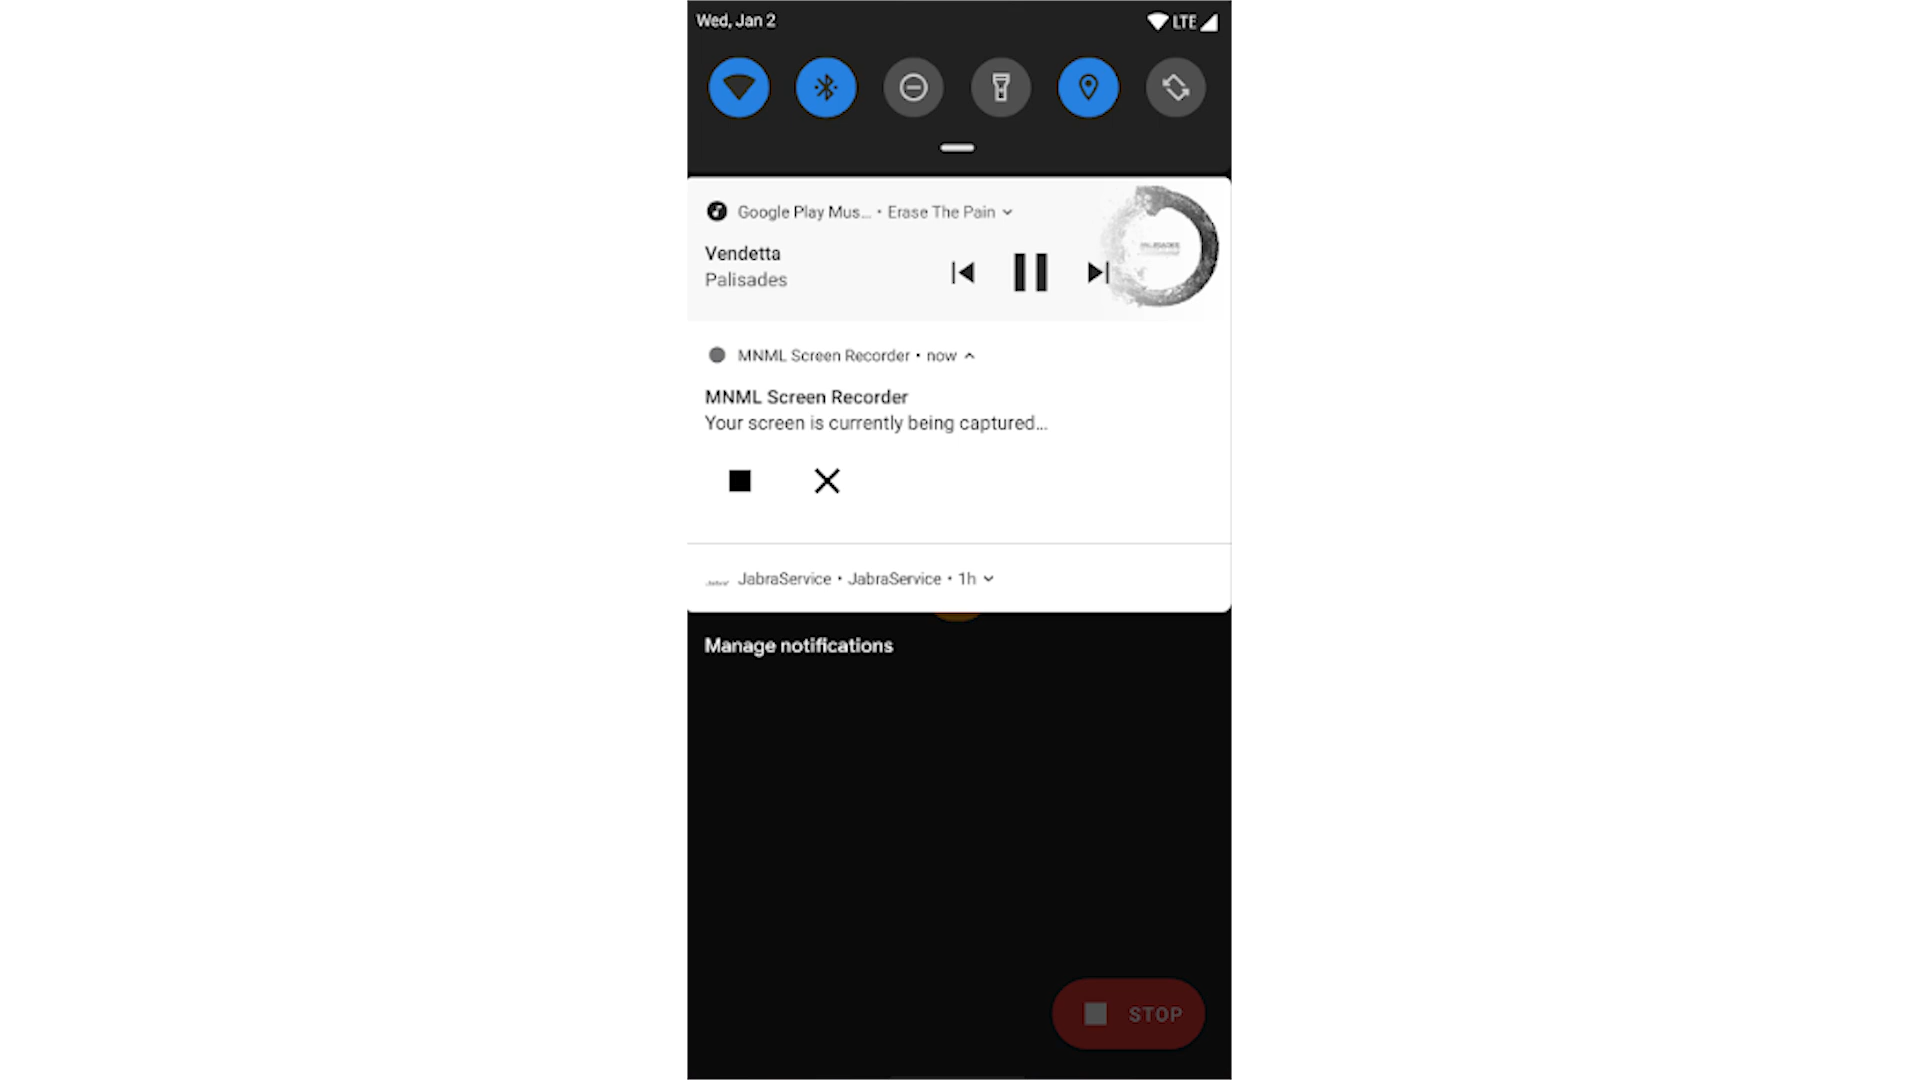 Wed, Jan 2
LTE
Google Play Mus... • Erase The Pain
Vendetta
Palisades
MNML Screen Recorder • now
MNML Screen Recorder
Your screen is currently being captured...
JabraService • JabraService • 1h
Manage notifications
STOP